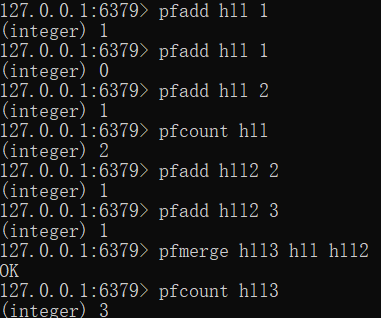 127.0.0.1:6379> pfadd hll 1
(integer) 1
127.0.0.1:6379> pfadd hll 1
(integer) 0
127.0.0.1:6379> pfadd hll 2
(integer) 1
127.0.0.1:6379> pfcount hll
(integer) 2
127.0.0.1:6379> pfadd hll2 2
(integer) 1
127.0.0.1:6379> pfadd hll2 3
(integer) 1
127.0.0.1:6379> pfmerge hll3 hll hll2
OK
127.0.0.1:6379> pfcount hll3
(integer) 3